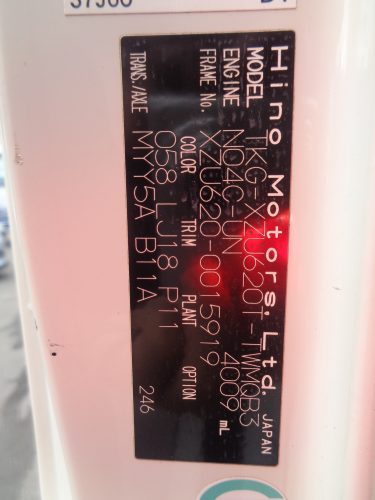 Hino Motors, Ltd. JAPAN
MODEL TKG-XZU620T-TWMQB3
ENGINE NO4C-UN 4009 mL
FRAME No. XZU620-0015919
COLOR TRIM PLANT OPTION
058 LJ18 P11
TRANS./AXLE MYY5A B11A 246